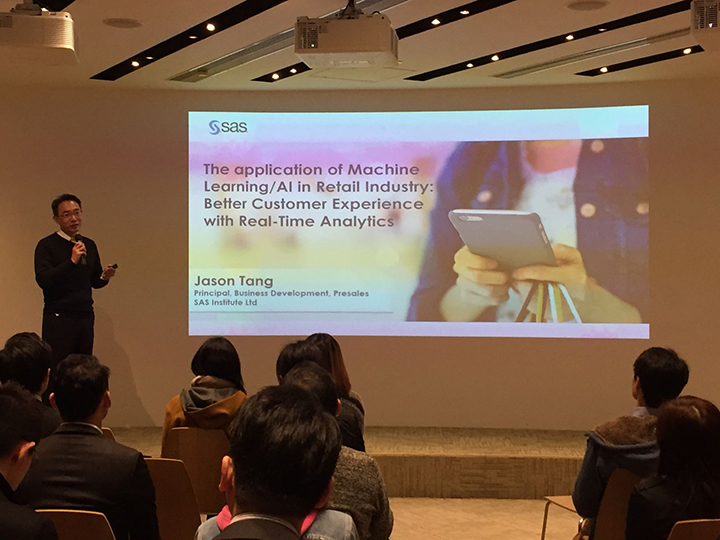 sas
The application of Machine
Learning/AI in Retail Industry:
Better Customer Experience
with Real-Time Analytics
Jason Tang
Principal, Business Development, Presales
SAS Institute Ltd